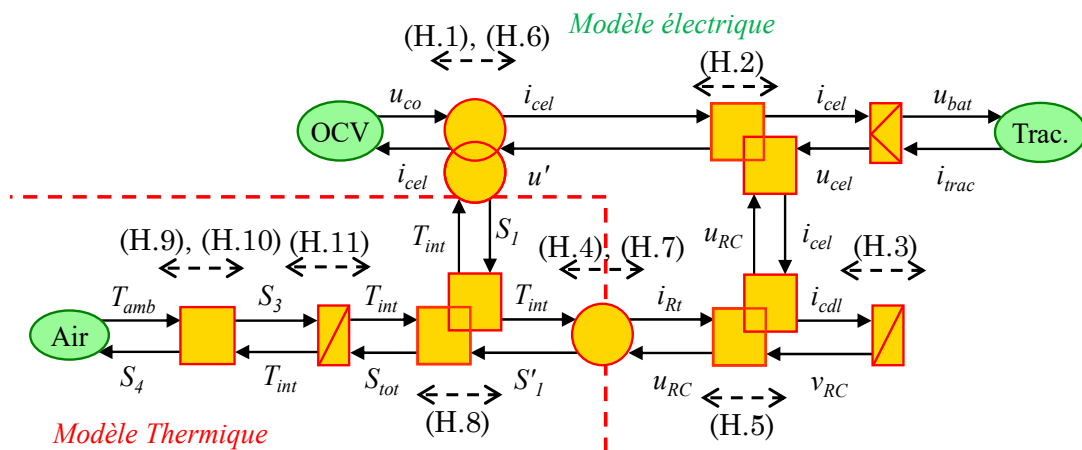 Modèle électrique
(H.1), (H.6)
(H.2)
u_co
i_cel
i_cel
u_bat
OCV
Trac.
i_cel
u'
u_cel
i_trac
T_int
S_1
u_RC
i_cel
(H.9), (H.10)
(H.11)
(H.4), (H.7)
(H.3)
T_amb
S_3
T_int
T_int
i_Rt
i_cdl
Air
S_4
T_int
S_tot
S'_1
u_RC
v_RC
(H.8)
(H.5)
Modèle Thermique